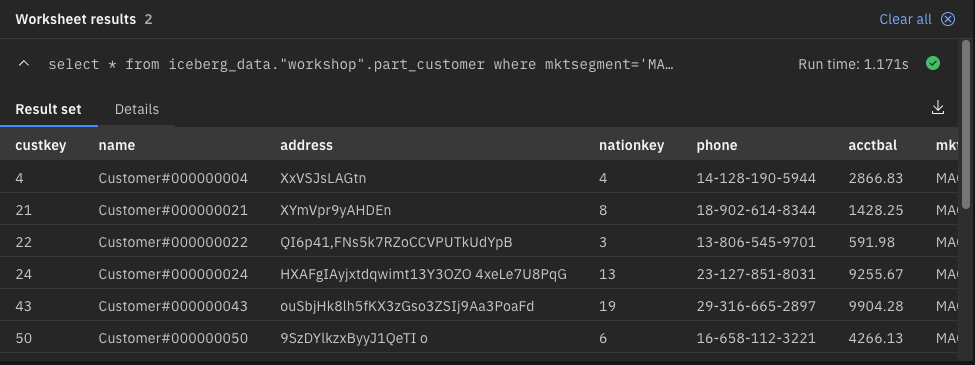 Worksheet results 2 Clear all
select * from iceberg_data."workshop".part_customer where mktsegment='MA… Run time: 1.171s
Result set Details
custkey name address nationkey phone acctbal mkt
4 Customer#000000004 XxVSJsLAGtn 4 14-128-190-5944 2866.83 MA
21 Customer#000000021 XYmVpr9yAHDEn 8 18-902-614-8344 1428.25 MA
22 Customer#000000022 QI6p41,FNs5k7RZoCCVPUTkUdYpB 3 13-806-545-9701 591.98 MA
24 Customer#000000024 HXAFgIAyjxtdqwimt13Y3OZO 4xeLe7U8PqG 13 23-127-851-8031 9255.67 MA
43 Customer#000000043 ouSbjHk8lh5fKX3zGso3ZSIj9Aa3PoaFd 19 29-316-665-2897 9904.28 MA
50 Customer#000000050 9SzDYlkzxByyJ1QeTI o 6 16-658-112-3221 4266.13 MA